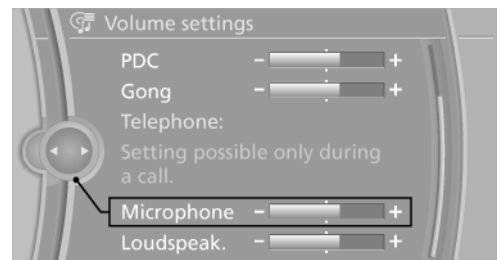 Volume settings
PDC - +
Gong - +
Telephone:
Setting possible only during
a call.
Microphone - +
Loudspeak. - +